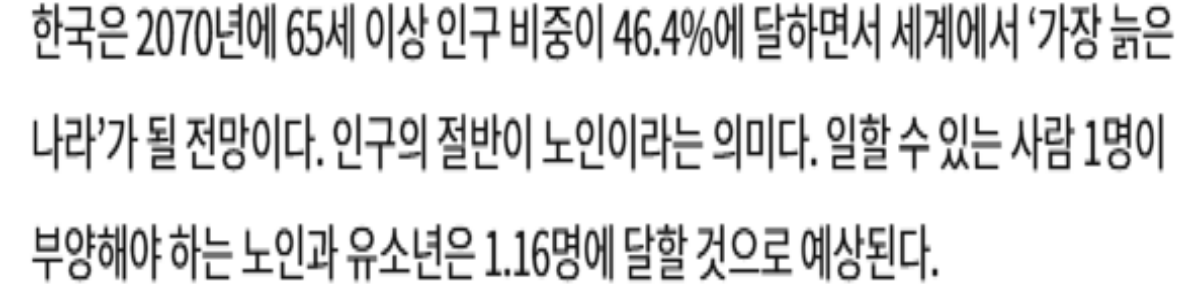 한국은 2070년에 65세 이상 인구 비중이 46.4%에 달하면서 세계에서 ‘가장 늙은
나라’가 될 전망이다. 인구의 절반이 노인이라는 의미다. 일할 수 있는 사람 1명이
부양해야 하는 노인과 유소년은 1.16명에 달할 것으로 예상된다.